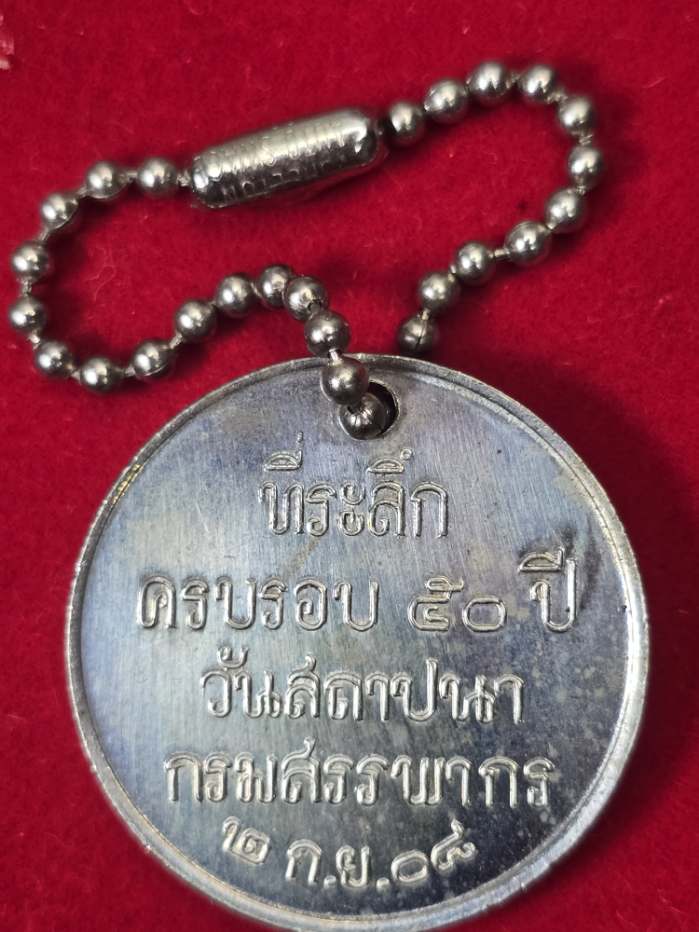 ที่ระลึก
ครบรอบ ๕๐ ปี
วันสถาปนา
กรมสรรพากร
๒ ก.ย.๐๘